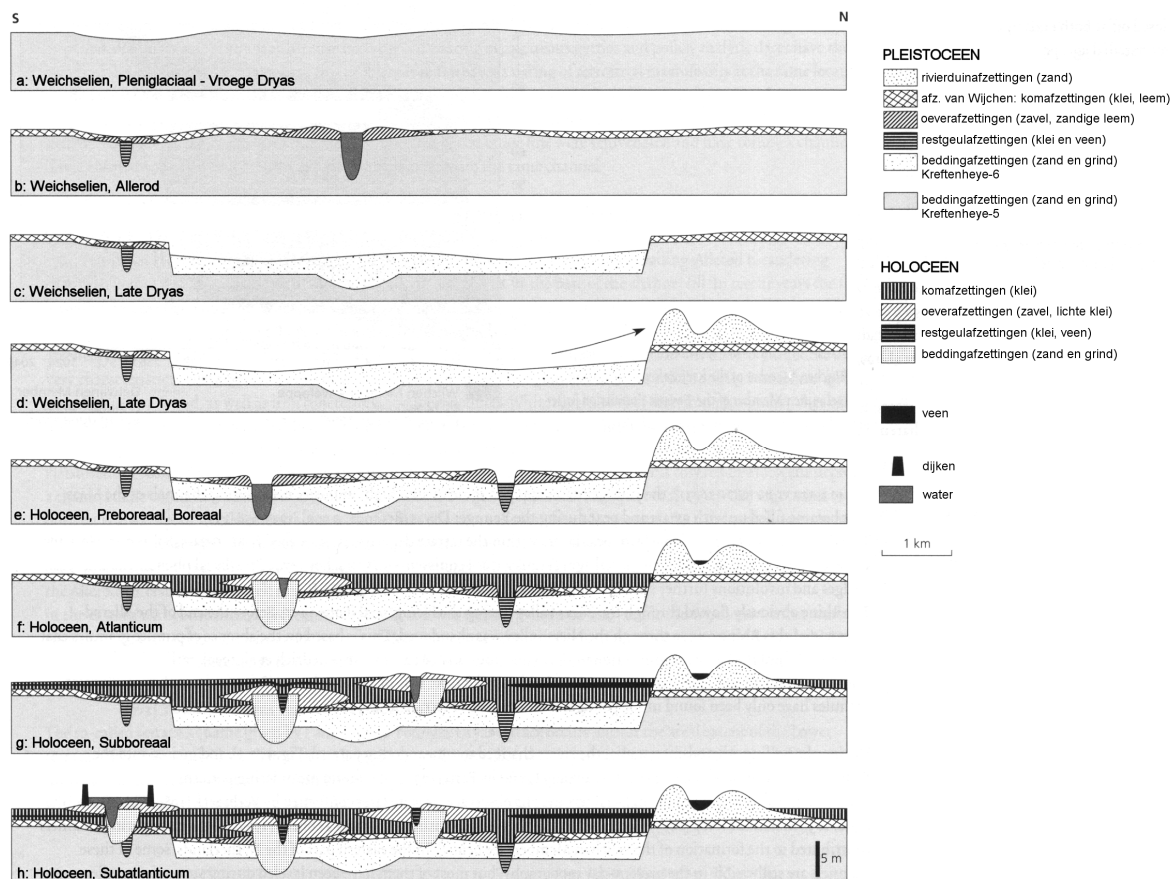 S
N
a: Weichselien, Pleniglaciaal - Vroege Dryas
b: Weichselien, Allerod
c: Weichselien, Late Dryas
d: Weichselien, Late Dryas
e: Holoceen, Preboreaal, Boreaal
f: Holoceen, Atlanticum
g: Holoceen, Subboreaal
h: Holoceen, Subatlanticum
5 m
PLEISTOCEEN
rivierduinafzettingen (zand)
afz. van Wijchen: komafzettingen (klei, leem)
oeverafzettingen (zavel, zandige leem)
restgeulafzettingen (klei en veen)
beddingafzettingen (zand en grind)
Kreftenheye-6
beddingafzettingen (zand en grind)
Kreftenheye-5
HOLOCEEN
komafzettingen (klei)
oeverafzettingen (zavel, lichte klei)
restgeulafzettingen (klei, veen)
beddingafzettingen (zand en grind)
veen
dijken
water
1 km